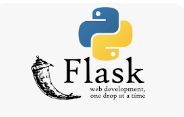 Flask
web development,
one drop at a time